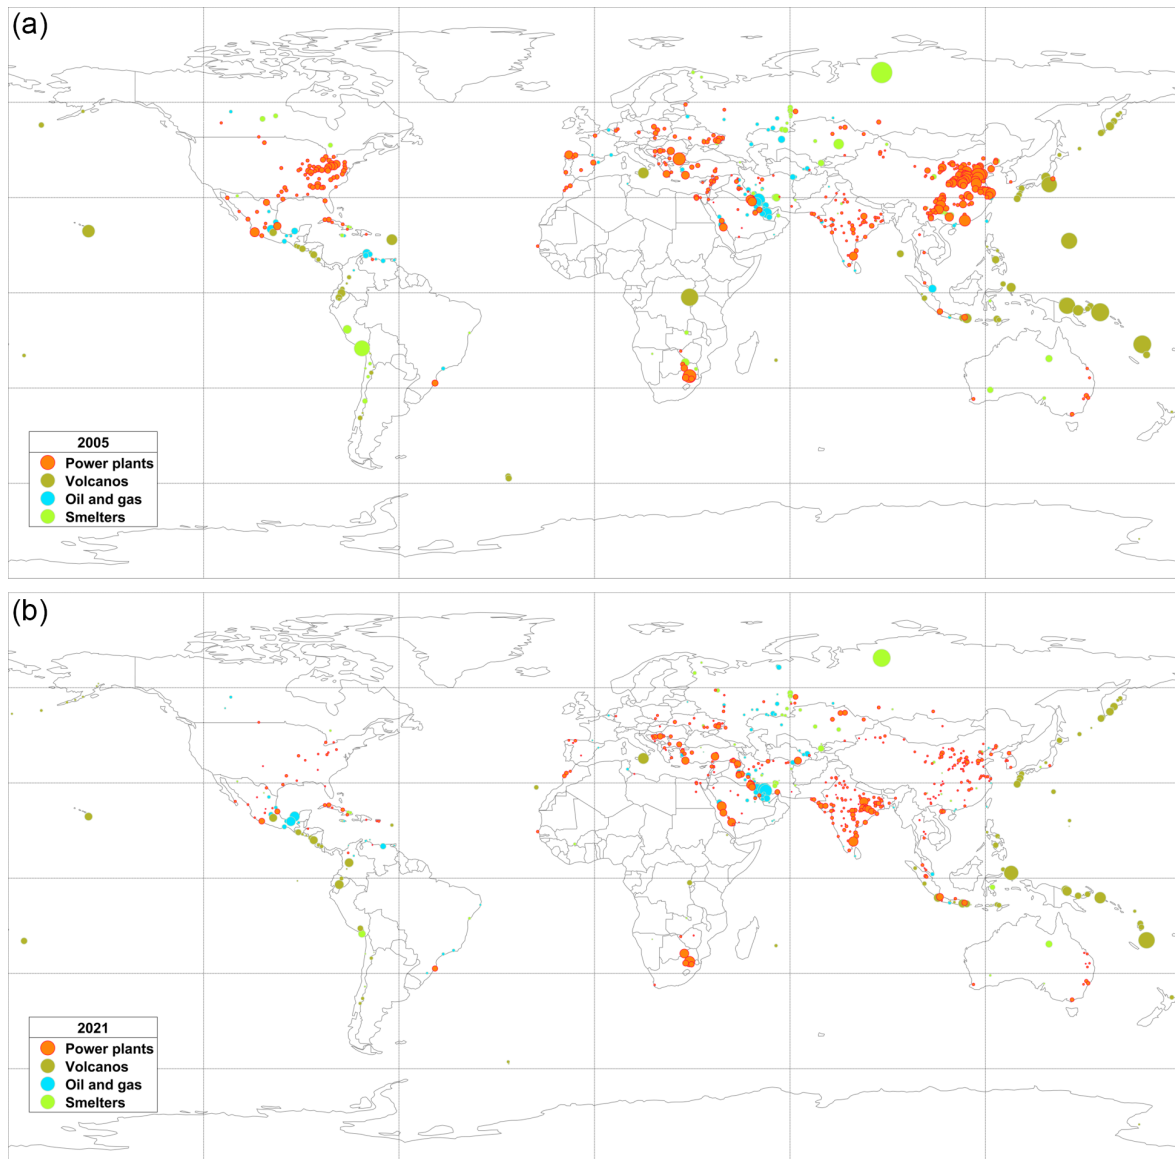 (a)
2005
Power plants
Volcanos
Oil and gas
Smelters
(b)
2021
Power plants
Volcanos
Oil and gas
Smelters